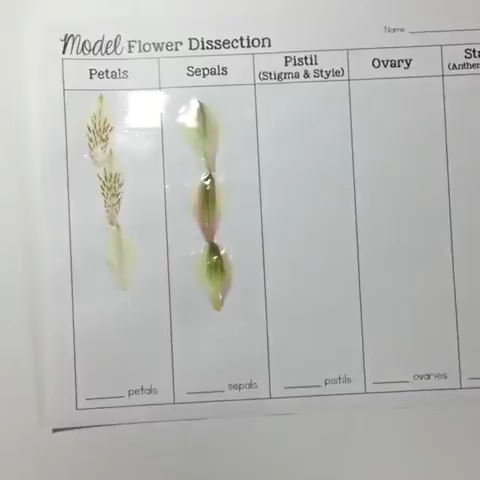 Name
Model Flower Dissection
Petals
Sepals
Pistil
(Stigma & Style)
Ovary
petals
sepals
pistils
ovaries